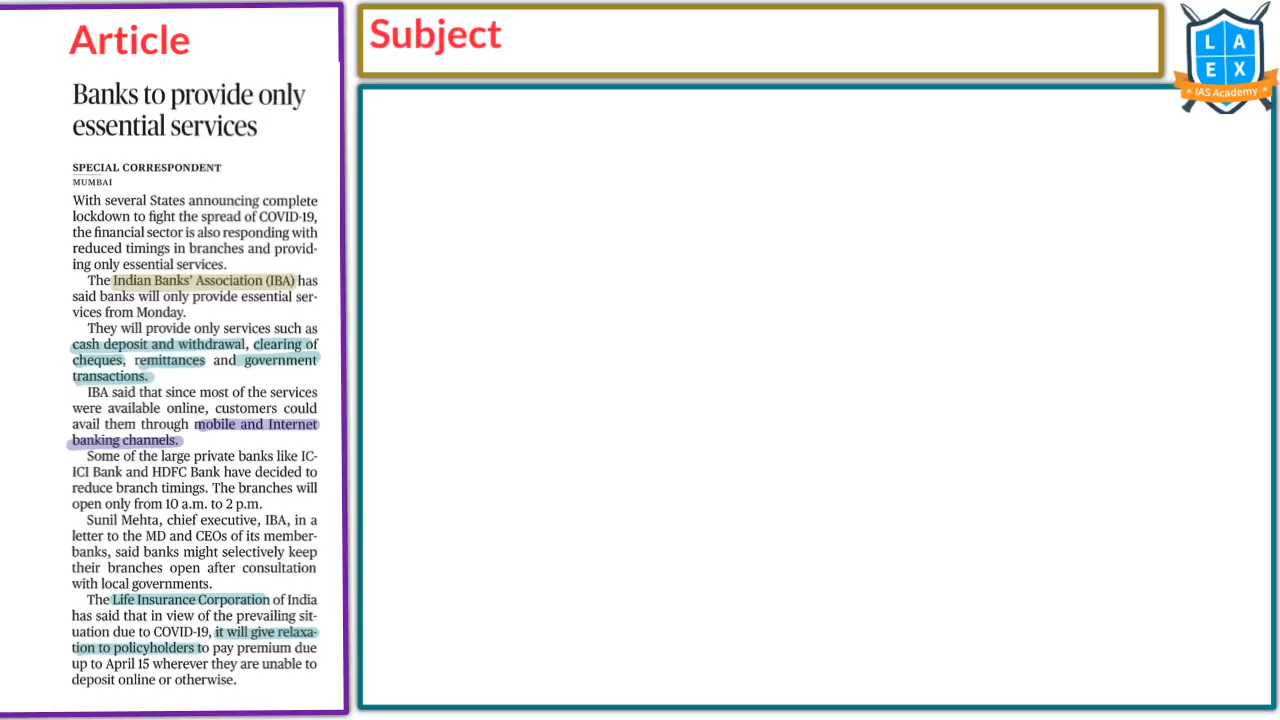 Article
Banks to provide only
essential services
SPECIAL CORRESPONDENT
MUMBAI
With several States announcing complete
lockdown to fight the spread of COVID-19,
the financial sector is also responding with
reduced timings in branches and provid-
ing only essential services.
The Indian Banks' Association (IBA) has
said banks will only provide essential ser-
vices from Monday.
They will provide only services such as
cash deposit and withdrawal, clearing of
cheques, remittances and government
transactions.
IBA said that since most of the services
were available online, customers could
avail them through mobile and Internet
banking channels.
Some of the large private banks like IC-
ICI Bank and HDFC Bank have decided to
reduce branch timings. The branches will
open only from 10 a.m. to 2 p.m.
Sunil Mehta, chief executive, IBA, in a
letter to the MD and CEOs of its member-
banks, said banks might selectively keep
their branches open after consultation
with local governments.
The Life Insurance Corporation of India
has said that in view of the prevailing sit-
uation due to COVID-19, it will give relaxa-
tion to policyholders to pay premium due
up to April 15 wherever they are unable to
deposit online or otherwise.
Subject
L A
E X
IAS Academy